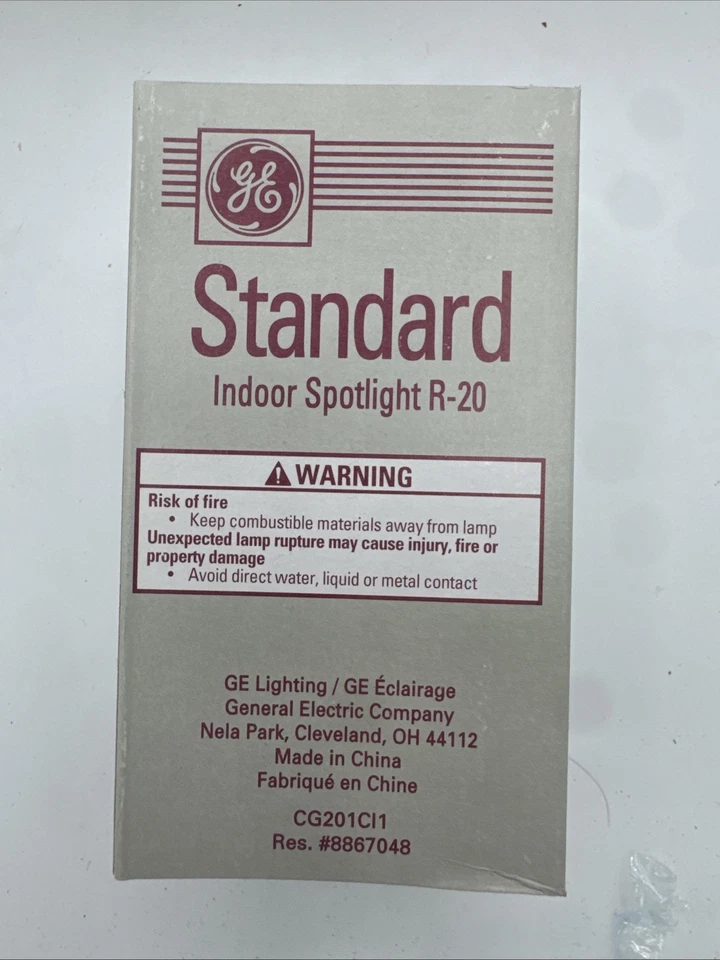 GE
Standard
Indoor Spotlight R-20
⚠ WARNING
Risk of fire
• Keep combustible materials away from lamp
Unexpected lamp rupture may cause injury, fire or
property damage
• Avoid direct water, liquid or metal contact
GE Lighting / GE Éclairage
General Electric Company
Nela Park, Cleveland, OH 44112
Made in China
Fabriqué en Chine
CG201CI1
Res. #8867048